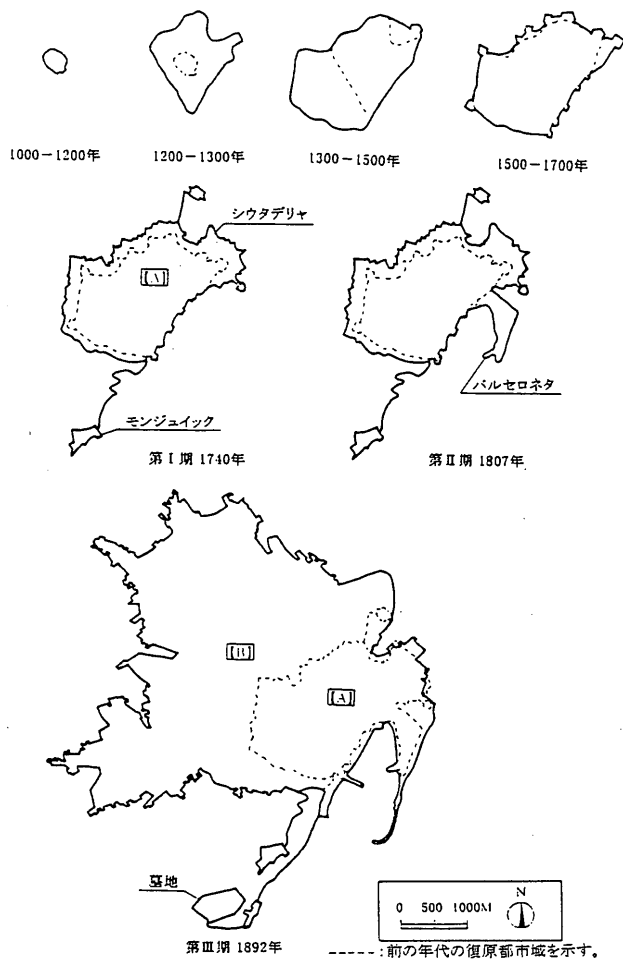 1000-1200年
1200-1300年
1300-1500年
1500-1700年
シウタデリャ
[A]
モンジュイック
第Ⅰ期 1740年
バルセロネタ
第Ⅱ期 1807年
[B]
[A]
墓地
第Ⅲ期 1892年
0 500 1000M
N
-----:前の年代の復原都市域を示す。